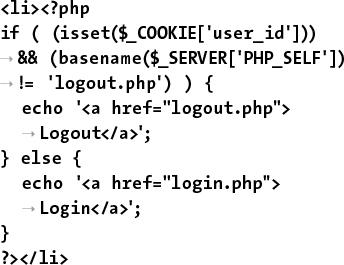 <li><?php
if ( (isset($_COOKIE['user_id']))
→ && (basename($_SERVER['PHP_SELF'])
→ != 'logout.php') ) {
echo '<a href="logout.php">
→ Logout</a>';
} else {
echo '<a href="login.php">
→ Login</a>';
}
?></li>